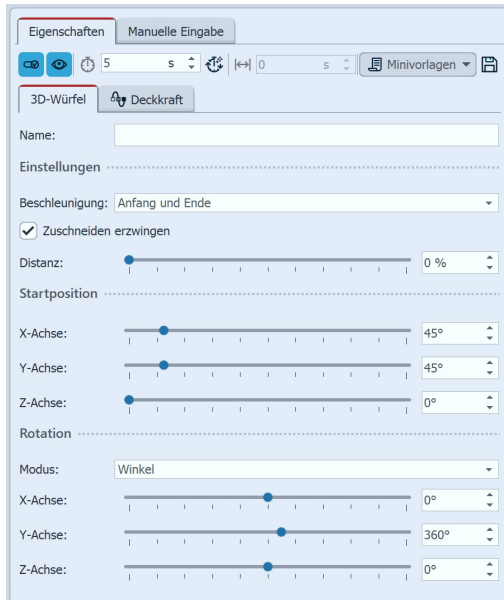 Eigenschaften Manuelle Eingabe
5 s 0 s Minivorlagen
3D-Würfel Deckkraft
Name:
Einstellungen
Beschleunigung: Anfang und Ende
Zuschneiden erzwingen
Distanz: 0 %
Startposition
X-Achse: 45°
Y-Achse: 45°
Z-Achse: 0°
Rotation
Modus: Winkel
X-Achse: 0°
Y-Achse: 360°
Z-Achse: 0°